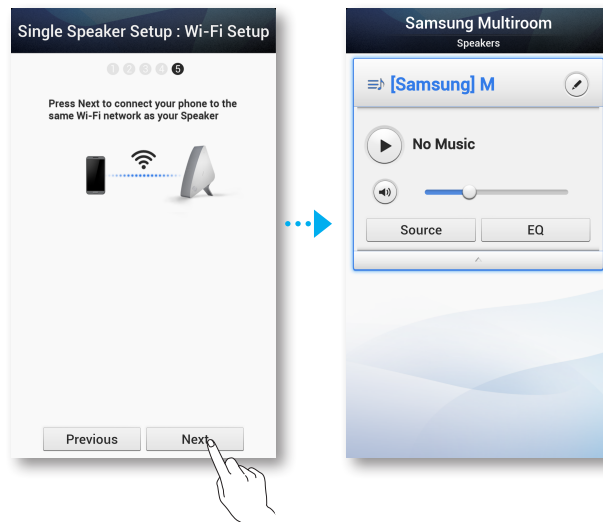 Single Speaker Setup : Wi-Fi Setup
1 2 3 4 5
Press Next to connect your phone to the
same Wi-Fi network as your Speaker
Previous
Next
Samsung Multiroom
Speakers
[Samsung] M
No Music
Source
EQ